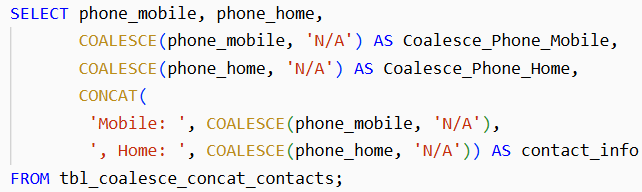 SELECT phone_mobile, phone_home,
COALESCE(phone_mobile, 'N/A') AS Coalesce_Phone_Mobile,
COALESCE(phone_home, 'N/A') AS Coalesce_Phone_Home,
CONCAT(
'Mobile: ', COALESCE(phone_mobile, 'N/A'),
', Home: ', COALESCE(phone_home, 'N/A')) AS contact_info
FROM tbl_coalesce_concat_contacts;